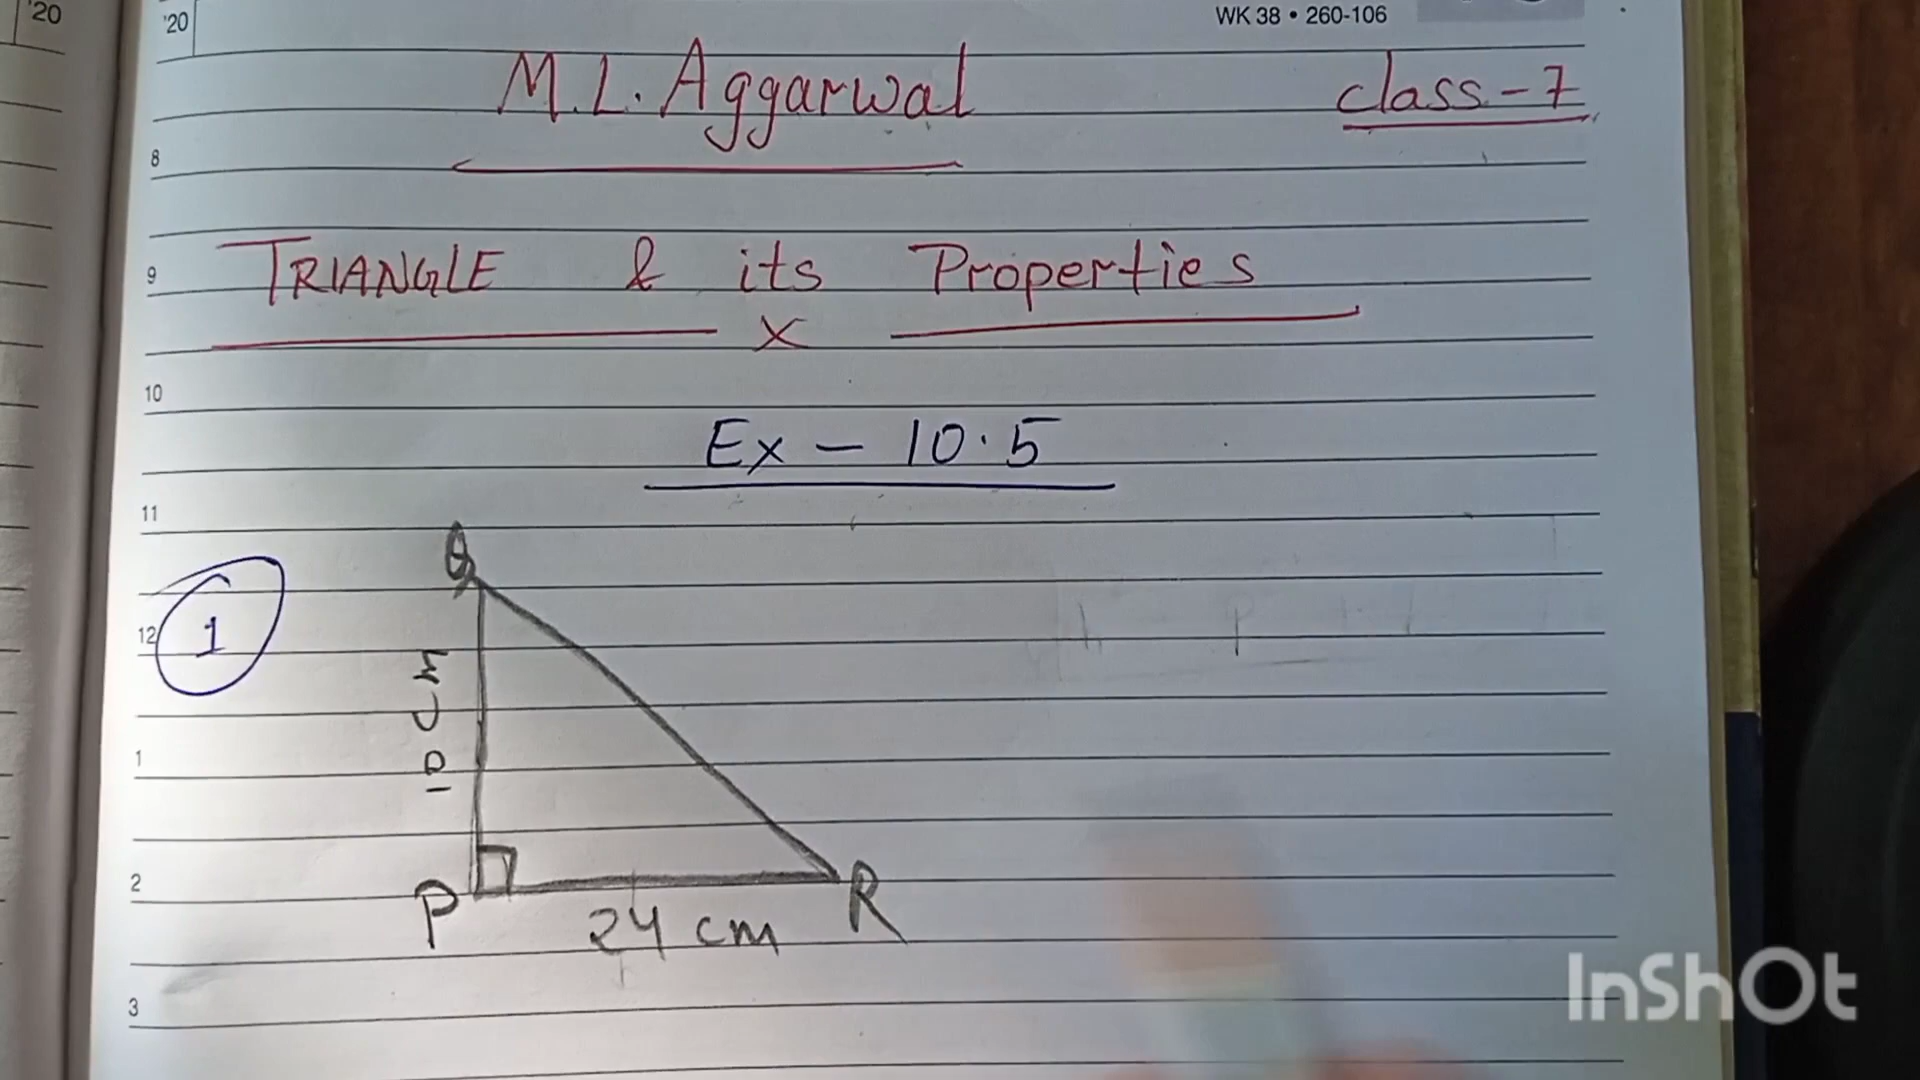 '20
'20
WK 38 • 260-106
M.L. Aggarwal
class-7
8
9
TRIANGLE & its Properties
x
10
Ex - 10.5
11
Q
12
1
10 CM
1
2
P
24 cm
R
3
InShOt